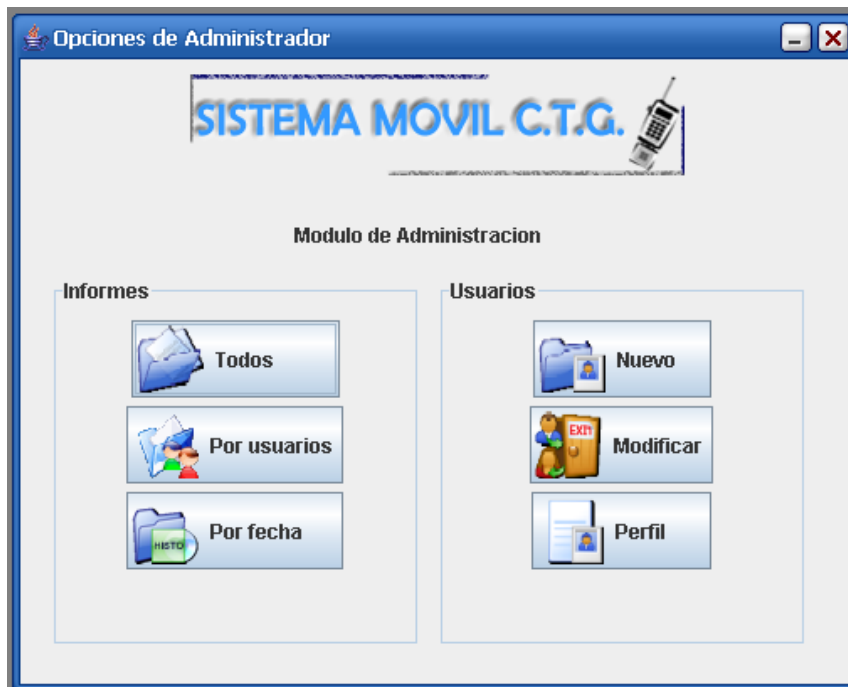 Opciones de Administrador
SISTEMA MOVIL C.T.G.
Modulo de Administracion
Informes
Todos
Por usuarios
HISTO
Por fecha
Usuarios
Nuevo
EXIT
Modificar
Perfil